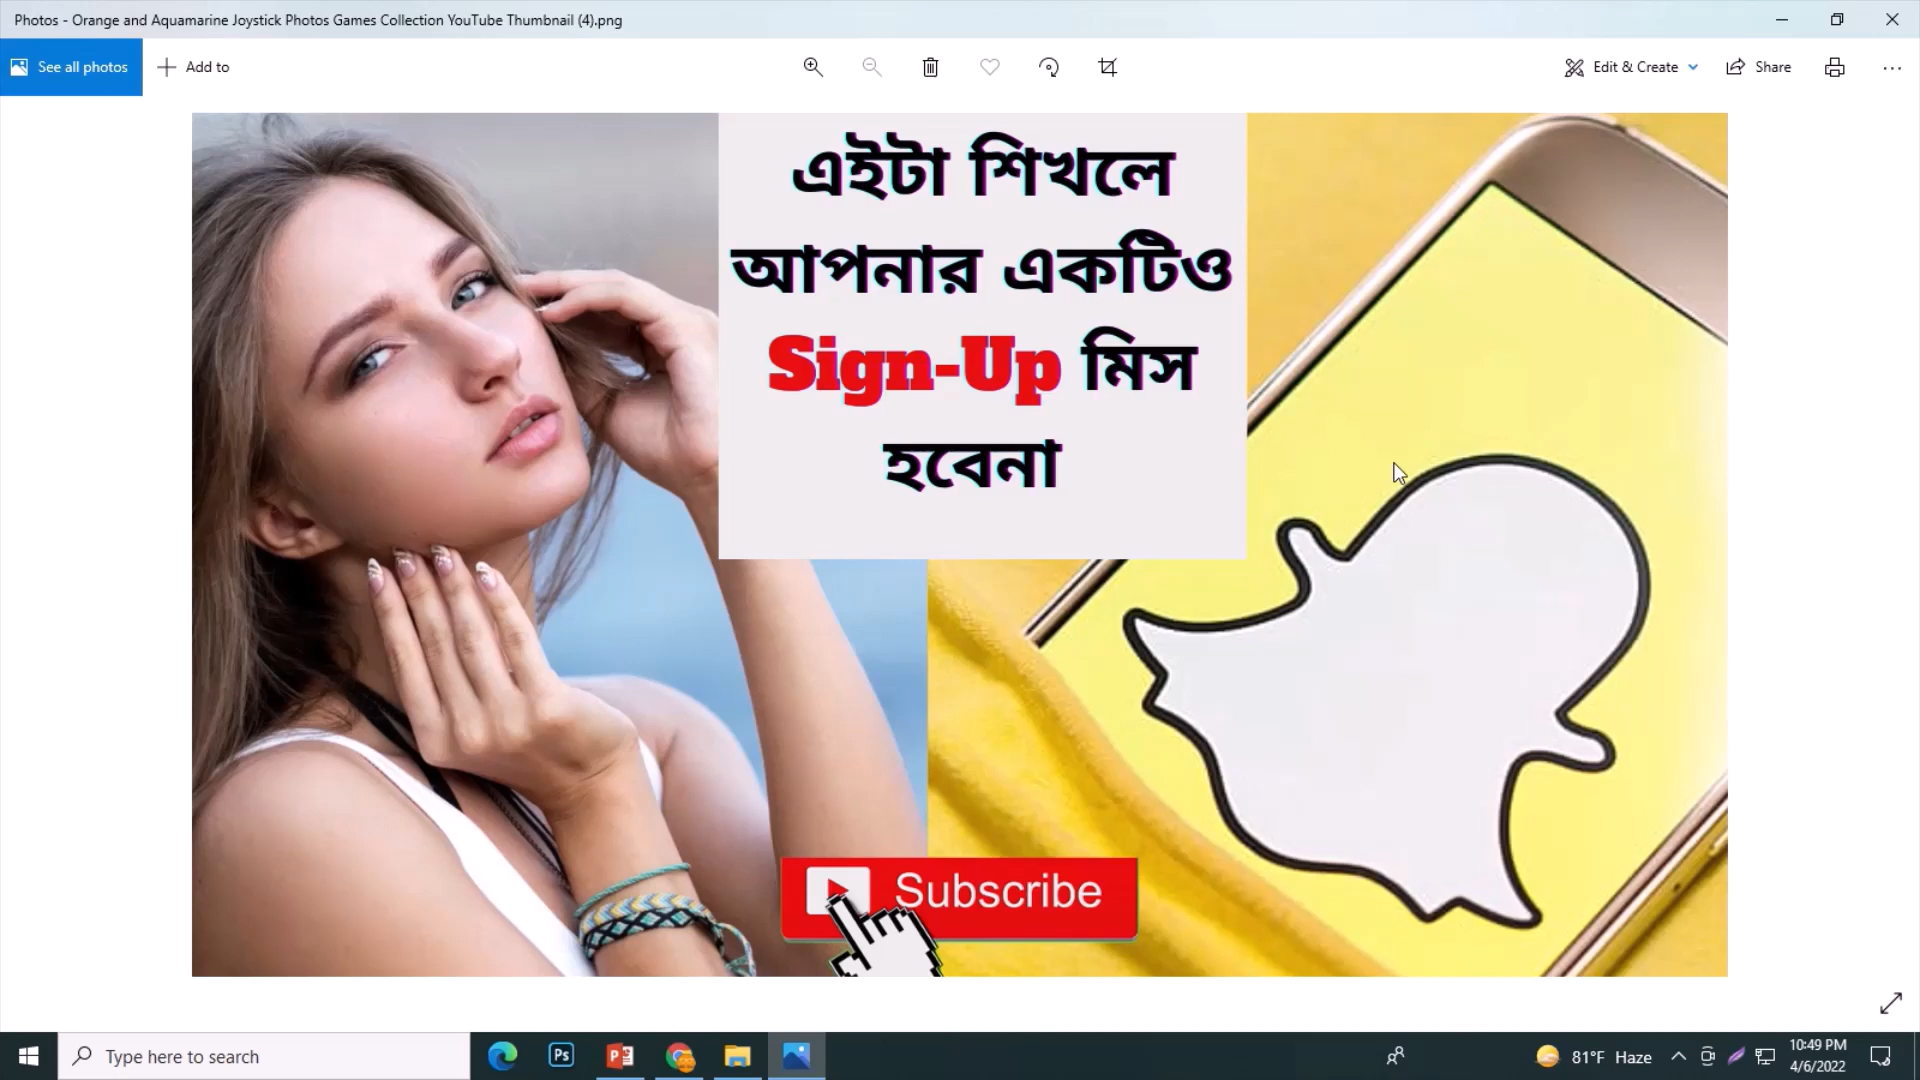 Photos - Orange and Aquamarine Joystick Photos Games Collection YouTube Thumbnail (4).png
See all photos
Add to
Edit & Create
Share
এইটা শিখলে
আপনার একটিও
Sign-Up মিস
হবেনা
Subscribe
Type here to search
Ps
P
81°F Haze
10:49 PM
4/6/2022